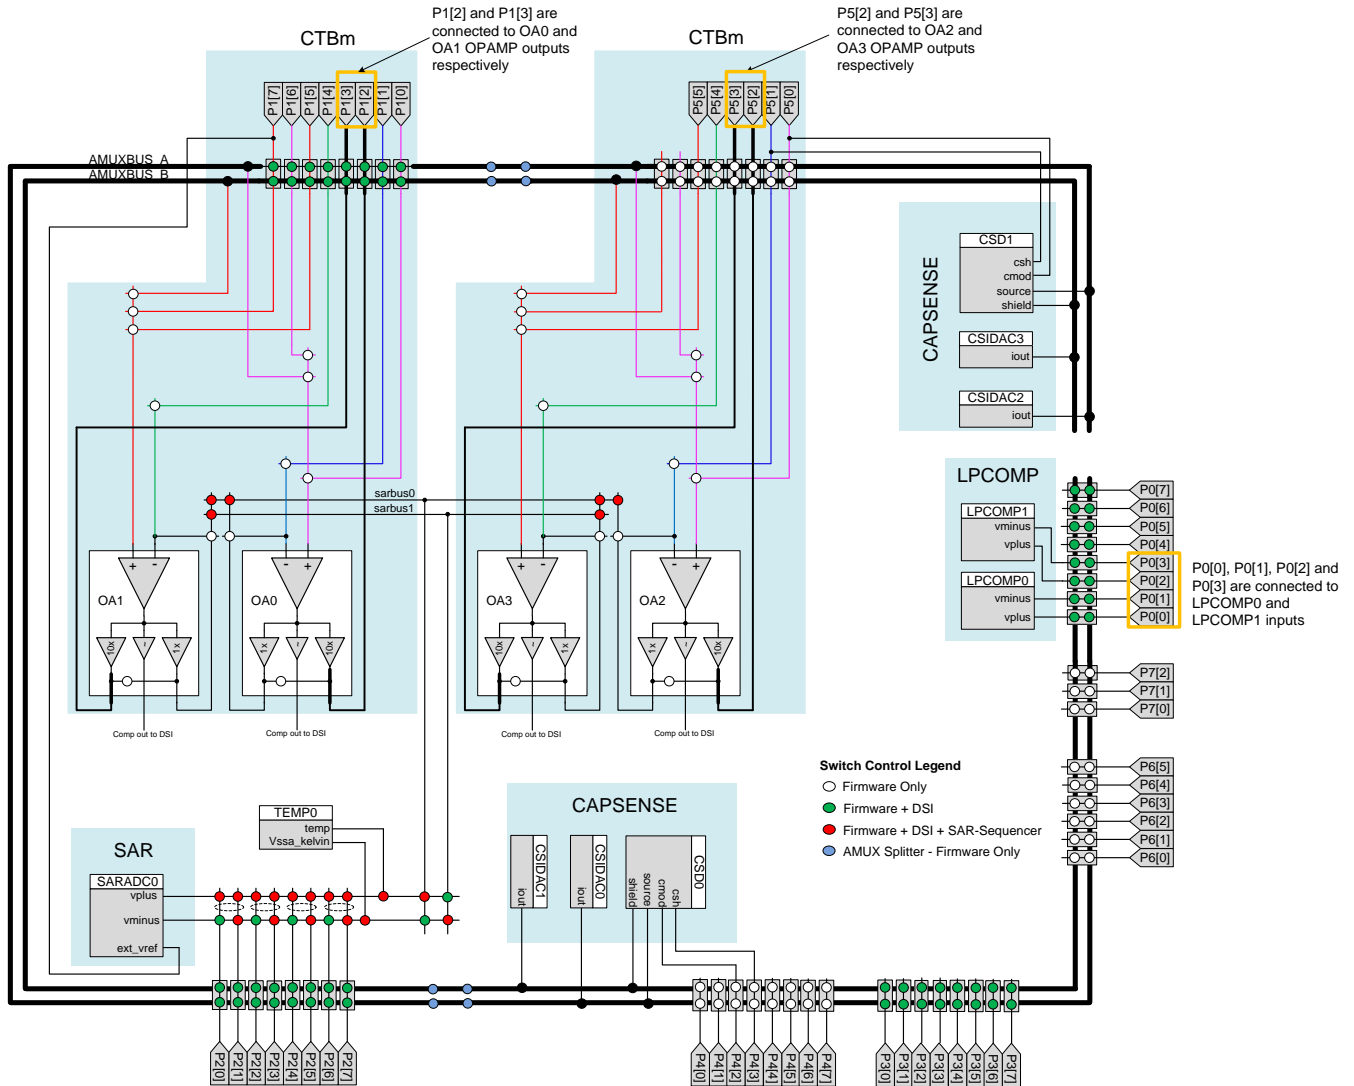 P1[2] and P1[3] are
connected to OA0 and
OA1 OPAMP outputs
respectively
P5[2] and P5[3] are
connected to OA2 and
OA3 OPAMP outputs
respectively
CTBm
CTBm
P1[7]
P1[6]
P1[5]
P1[4]
P1[3]
P1[2]
P1[1]
P1[0]
P5[5]
P5[4]
P5[3]
P5[2]
P5[1]
P5[0]
AMUXBUS_A
AMUXBUS_B
CAPSENSE
CSD1
csh
cmod
source
shield
CSIDAC3
iout
CSIDAC2
iout
LPCOMP
LPCOMP1
vminus
vplus
LPCOMP0
vminus
vplus
P0[7]
P0[6]
P0[5]
P0[4]
P0[3]
P0[2]
P0[1]
P0[0]
P0[0], P0[1], P0[2] and
P0[3] are connected to
LPCOMP0 and
LPCOMP1 inputs
sarbus0
sarbus1
+ -
OA1
10x
~
1x
- +
OA0
1x
~
10x
+ -
OA3
10x
~
1x
- +
OA2
1x
~
10x
Comp out to DSI
Comp out to DSI
Comp out to DSI
Comp out to DSI
P7[2]
P7[1]
P7[0]
P6[5]
P6[4]
P6[3]
P6[2]
P6[1]
P6[0]
Switch Control Legend
Firmware Only
Firmware + DSI
Firmware + DSI + SAR-Sequencer
AMUX Splitter - Firmware Only
TEMP0
temp
Vssa_kelvin
SAR
SARADC0
vplus
vminus
ext_vref
CAPSENSE
CSIDAC1
iout
CSIDAC0
iout
CSD0
shield
source
cmod
csh
P2[0]
P2[1]
P2[2]
P2[3]
P2[4]
P2[5]
P2[6]
P2[7]
P4[0]
P4[1]
P4[2]
P4[3]
P4[4]
P4[5]
P4[6]
P4[7]
P3[0]
P3[1]
P3[2]
P3[3]
P3[4]
P3[5]
P3[6]
P3[7]